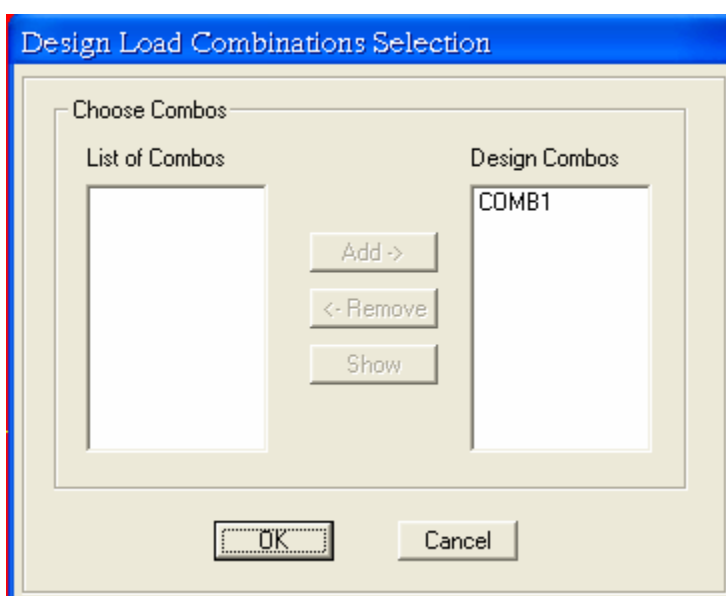 Design Load Combinations Selection
Choose Combos
List of Combos
Design Combos
COMB1
Add ->
<- Remove
Show
OK
Cancel